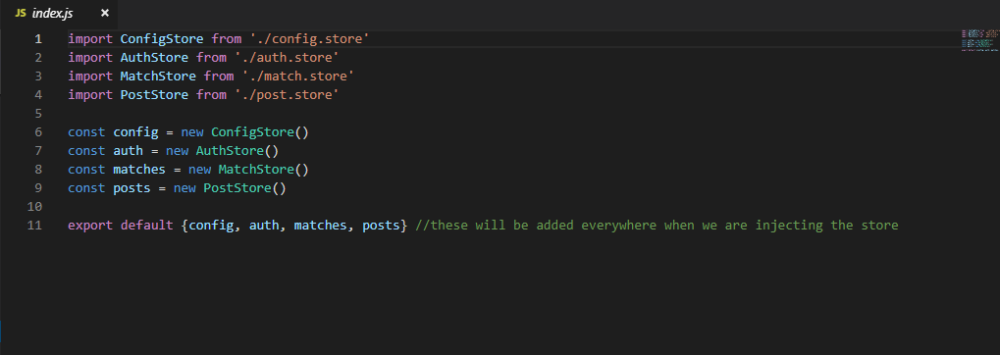 JS index.js ×
1 import ConfigStore from './config.store'
2 import AuthStore from './auth.store'
3 import MatchStore from './match.store'
4 import PostStore from './post.store'
5
6 const config = new ConfigStore()
7 const auth = new AuthStore()
8 const matches = new MatchStore()
9 const posts = new PostStore()
10
11 export default {config, auth, matches, posts} //these will be added everywhere when we are injecting the store